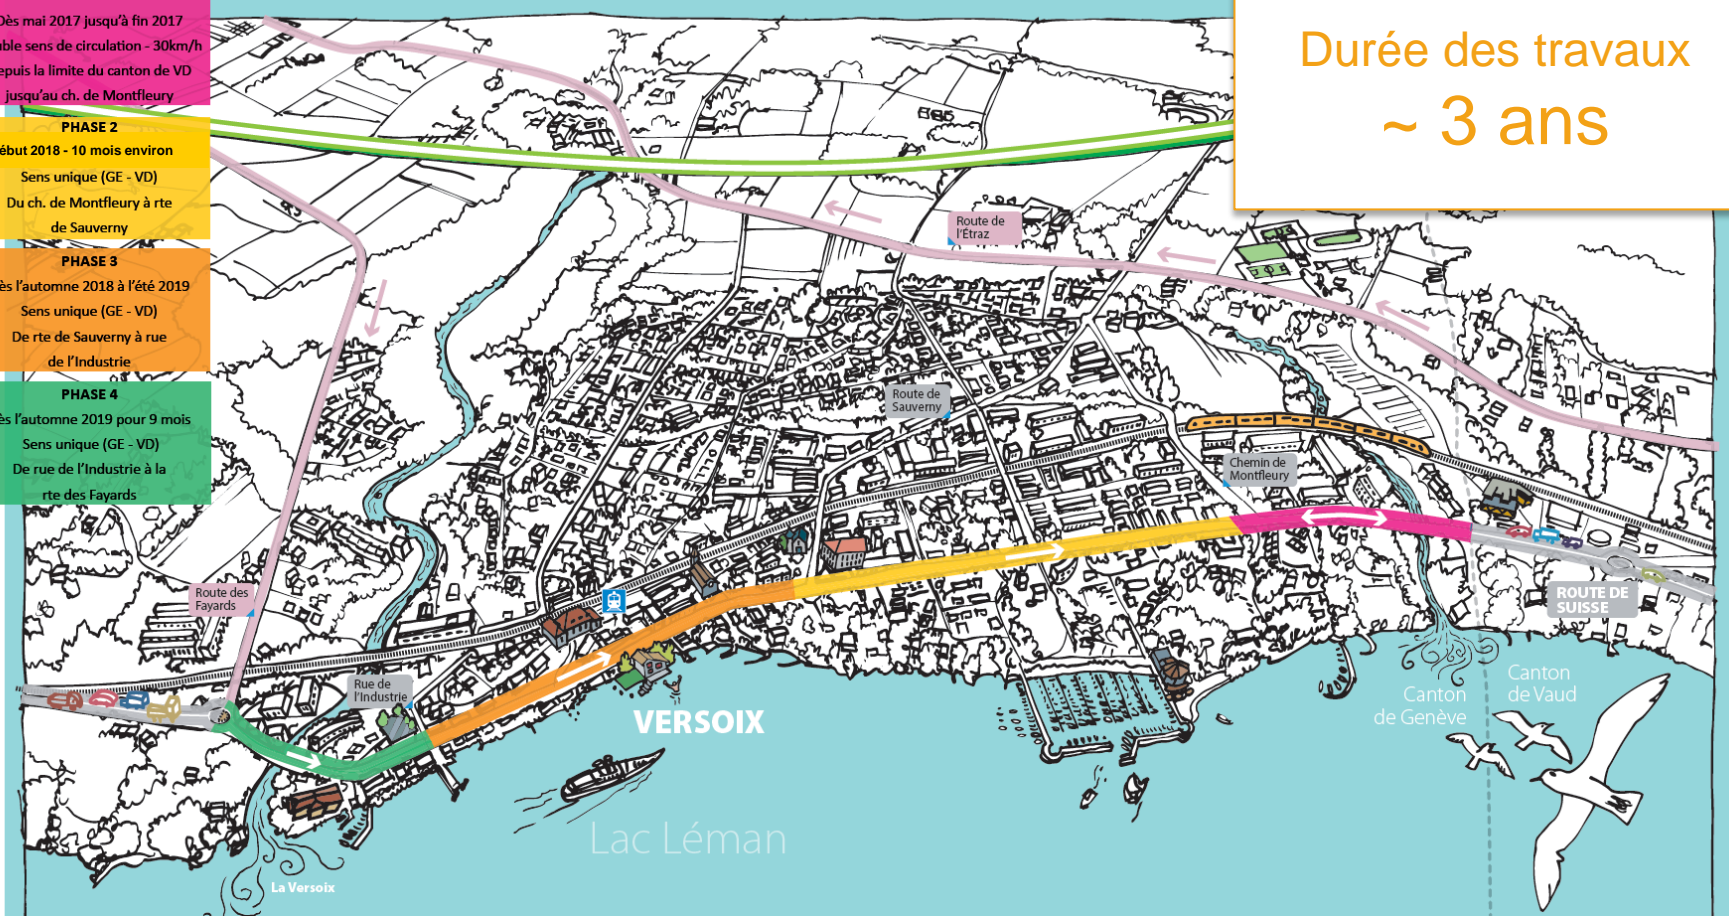 Dès mai 2017 jusqu'à fin 2017
uble sens de circulation - 30km/h
epuis la limite du canton de VD
jusqu'au ch. de Montfleury
PHASE 2
ébut 2018 - 10 mois environ
Sens unique (GE - VD)
Du ch. de Montfleury à rte
de Sauverny
PHASE 3
ès l'automne 2018 à l'été 2019
Sens unique (GE - VD)
De rte de Sauverny à rue
de l'Industrie
PHASE 4
ès l'automne 2019 pour 9 mois
Sens unique (GE - VD)
De rue de l'Industrie à la
rte des Fayards
Durée des travaux
~ 3 ans
Route de
l'Étraz
Route de
Sauverny
Chemin de
Montfleury
Route des
Fayards
ROUTE DE
SUISSE
Rue de
l'Industrie
VERSOIX
Canton
de Genève
Canton
de Vaud
Lac Léman
La Versoix